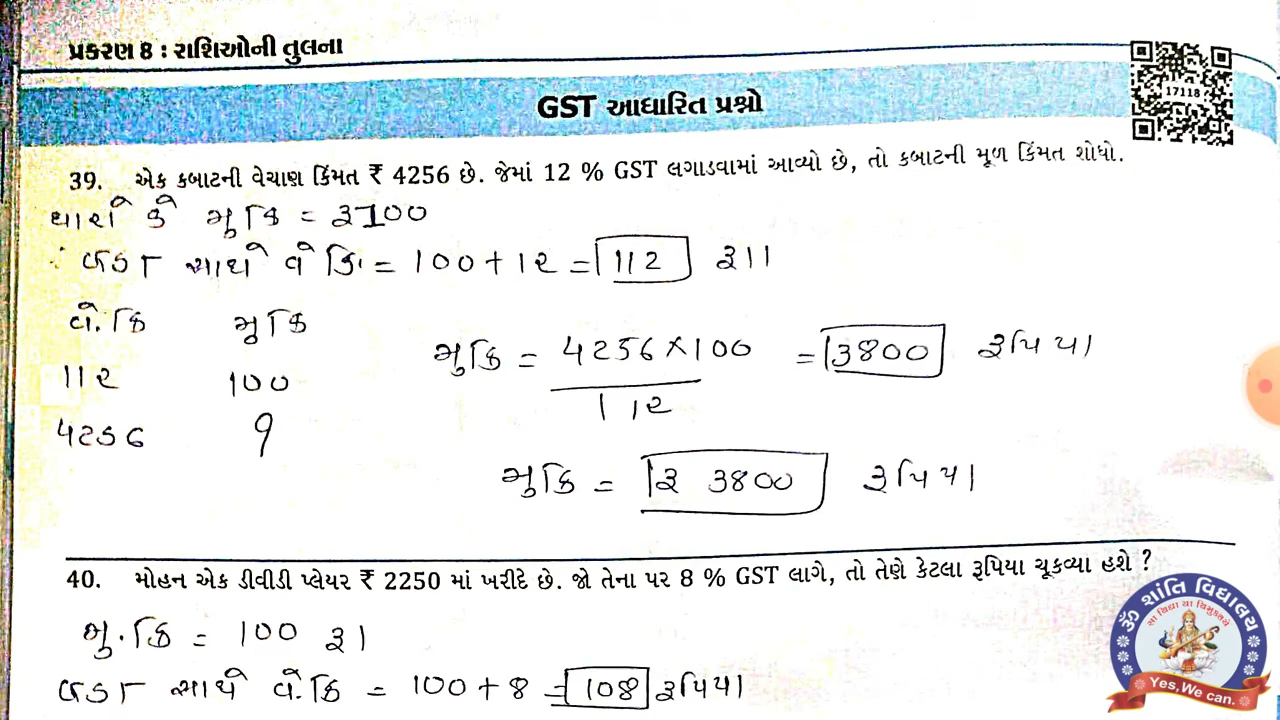 પ્રકરણ 8 : રાશિઓની તુલના
17118
GST આધારિત પ્રશ્નો
39. એક કબાટની વેચાણ કિંમત ₹ 4256 છે. જેમાં 12 % GST લગાડવામાં આવ્યો છે, તો કબાટની મૂળ કિંમત શોધો.
ધારો કે મુ કિ = રૂ100
સાથે વે કિ. = 100 + 12 = 112 રૂ।।
વે. કિ મુ કિ
112 100
4256 ?
મુ કિ = 4256 × 100 = 3800 રૂપિયા
112
મુ કિ = રૂ 3800 રૂપિયા
40. મોહન એક ડીવીડી પ્લેયર ₹ 2250 માં ખરીદે છે. જો તેના પર 8 % GST લાગે, તો તેણે કેટલા રૂપિયા ચૂકવ્યા હશે ?
મુ. કિ = 100 રૂ।
સાથે વે. કિ = 100 + 8 = 108 રૂપિયા
ૐ શાંતિ વિદ્યાલય
सा विद्या या विमुक्तये
Yes, We can.